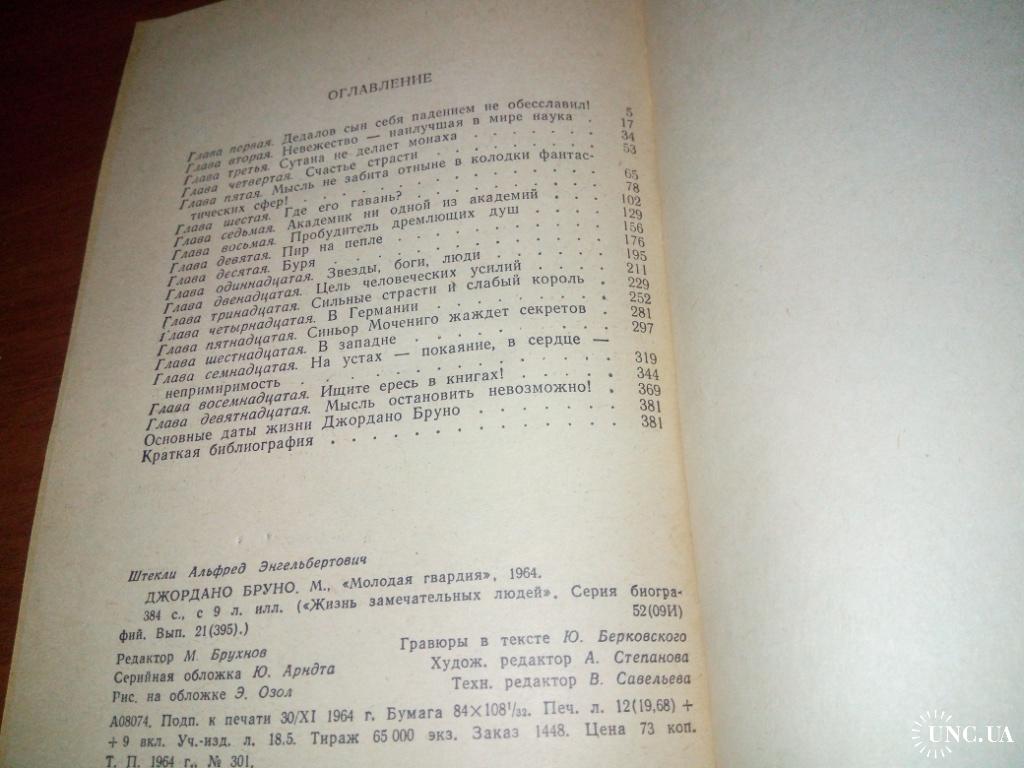 ОГЛАВЛЕНИЕ
Глава первая. Дедалов сын себя падением не обесславил! 5
Глава вторая. Невежество — наилучшая в мире наука . 17
Глава третья. Сутана не делает монаха . . . . . . . 34
Глава четвертая. Счастье страсти . . . . . . . . . 53
Глава пятая. Мысль не забита отныне в колодки фантас-
тических сфер! . . . . . . . . . . . . . . 65
Глава шестая. Где его гавань? . . . . . . . . . . 78
Глава седьмая. Академик ни одной из академий . . . 102
Глава восьмая. Пробудитель дремлющих душ . . . . 129
Глава девятая. Пир на пепле . . . . . . . . . . 156
Глава десятая. Буря . . . . . . . . . . . . . 176
Глава одиннадцатая. Звезды, боги, люди . . . . . . 195
Глава двенадцатая. Цель человеческих усилий . . . . 211
Глава тринадцатая. Сильные страсти и слабый король . 229
Глава четырнадцатая. В Германии . . . . . . . . 252
Глава пятнадцатая. Синьор Мочениго жаждет секретов . 281
Глава шестнадцатая. В западне . . . . . . . . . 297
Глава семнадцатая. На устах — покаяние, в сердце —
непримиримость . . . . . . . . . . . . . 319
Глава восемнадцатая. Ищите ересь в книгах! . . . . . 344
Глава девятнадцатая. Мысль остановить невозможно! . 369
Основные даты жизни Джордано Бруно . . . . . . . 381
Краткая библиография . . . . . . . . . . . . . 381
Штекли Альфред Энгельбертович
ДЖОРДАНО БРУНО. М., «Молодая гвардия», 1964.
384 с., с 9 л. илл. («Жизнь замечательных людей». Серия биогра-
фий. Вып. 21(395).) 52(09И)
Редактор М. Брухнов
Серийная обложка Ю. Арндта
Рис. на обложке Э. Озол
Гравюры в тексте Ю. Берковского
Худож. редактор А. Степанова
Техн. редактор В. Савельева
А08074. Подп. к печати 30/XI 1964 г. Бумага 84×108¹/₃₂. Печ. л. 12(19,68) +
+ 9 вкл. Уч.-изд. л. 18,5. Тираж 65 000 экз. Заказ 1448. Цена 73 коп.
Т. П. 1964 г., № 301.
UNC.UA